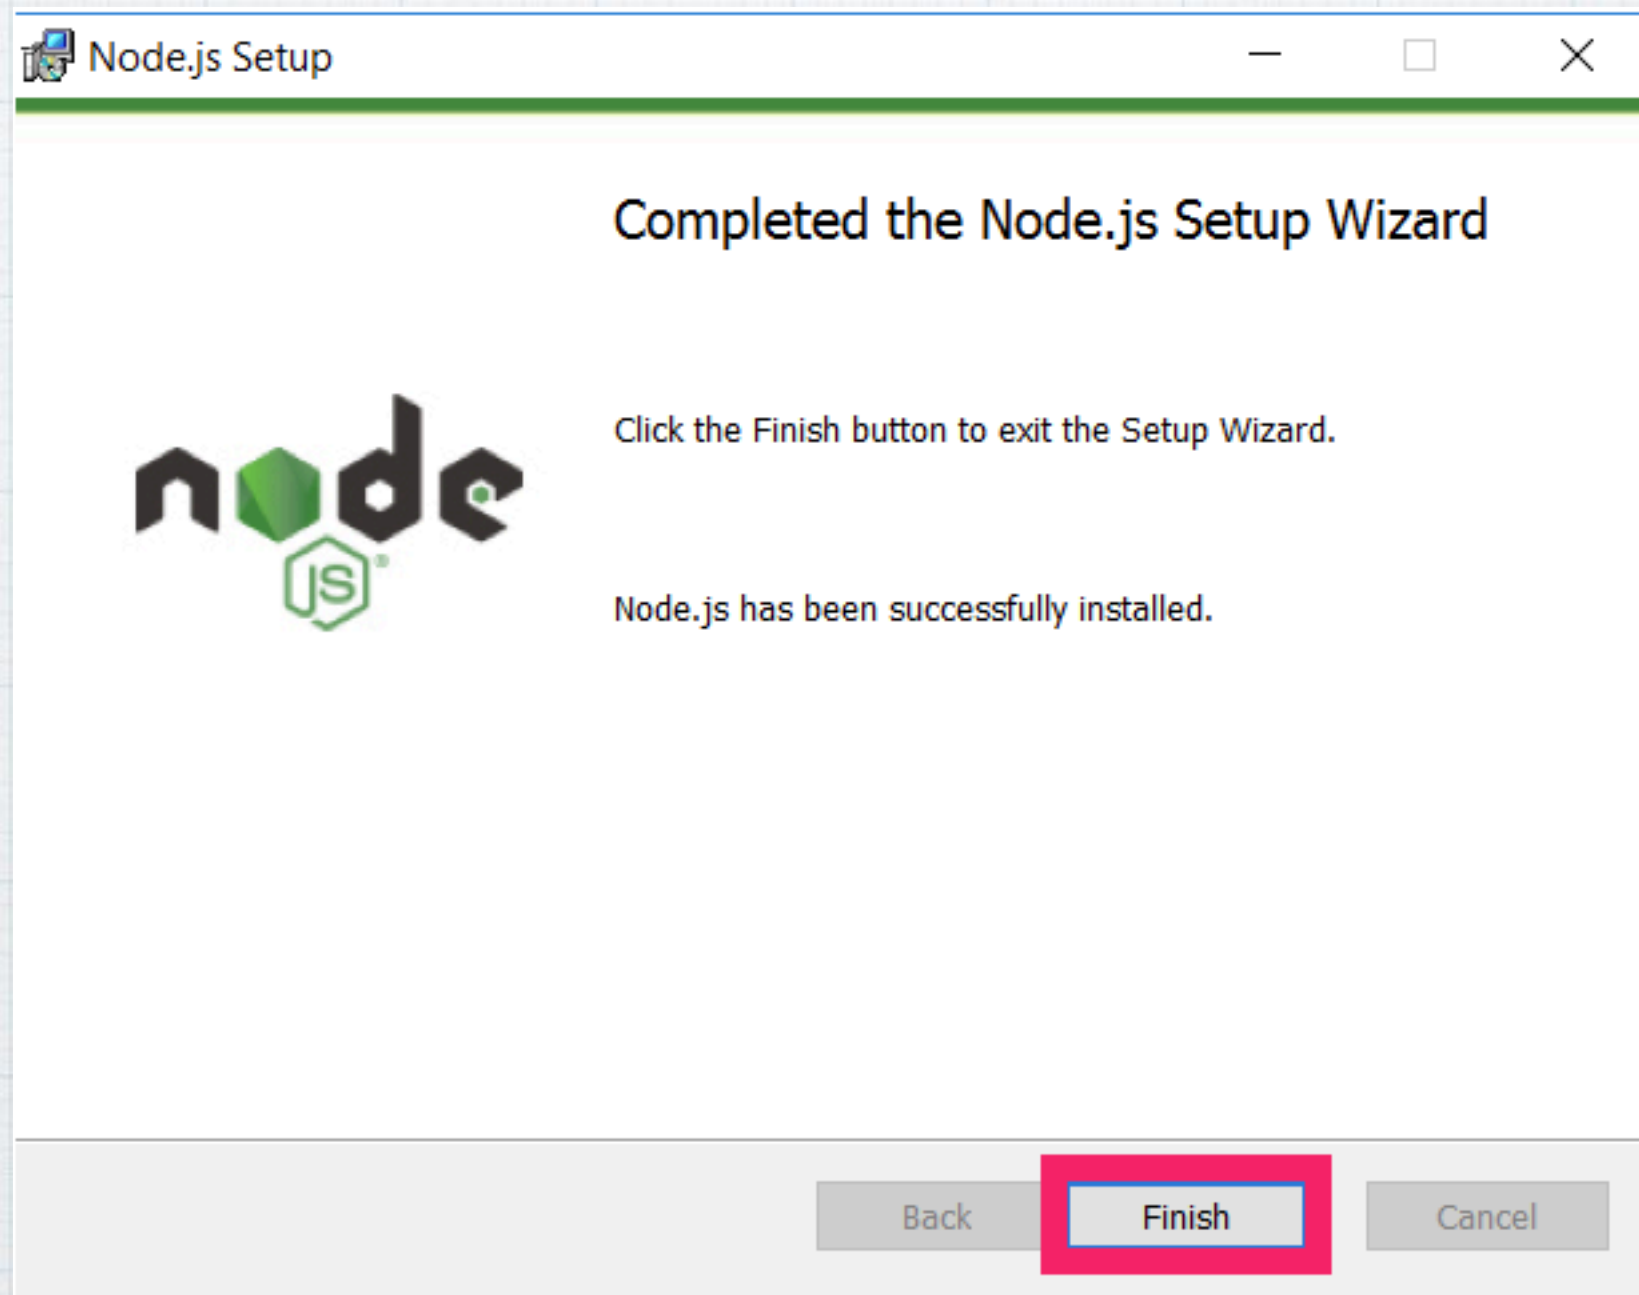 Node.js Setup
Completed the Node.js Setup Wizard
Click the Finish button to exit the Setup Wizard.
node
JS®
Node.js has been successfully installed.
Back
Finish
Cancel